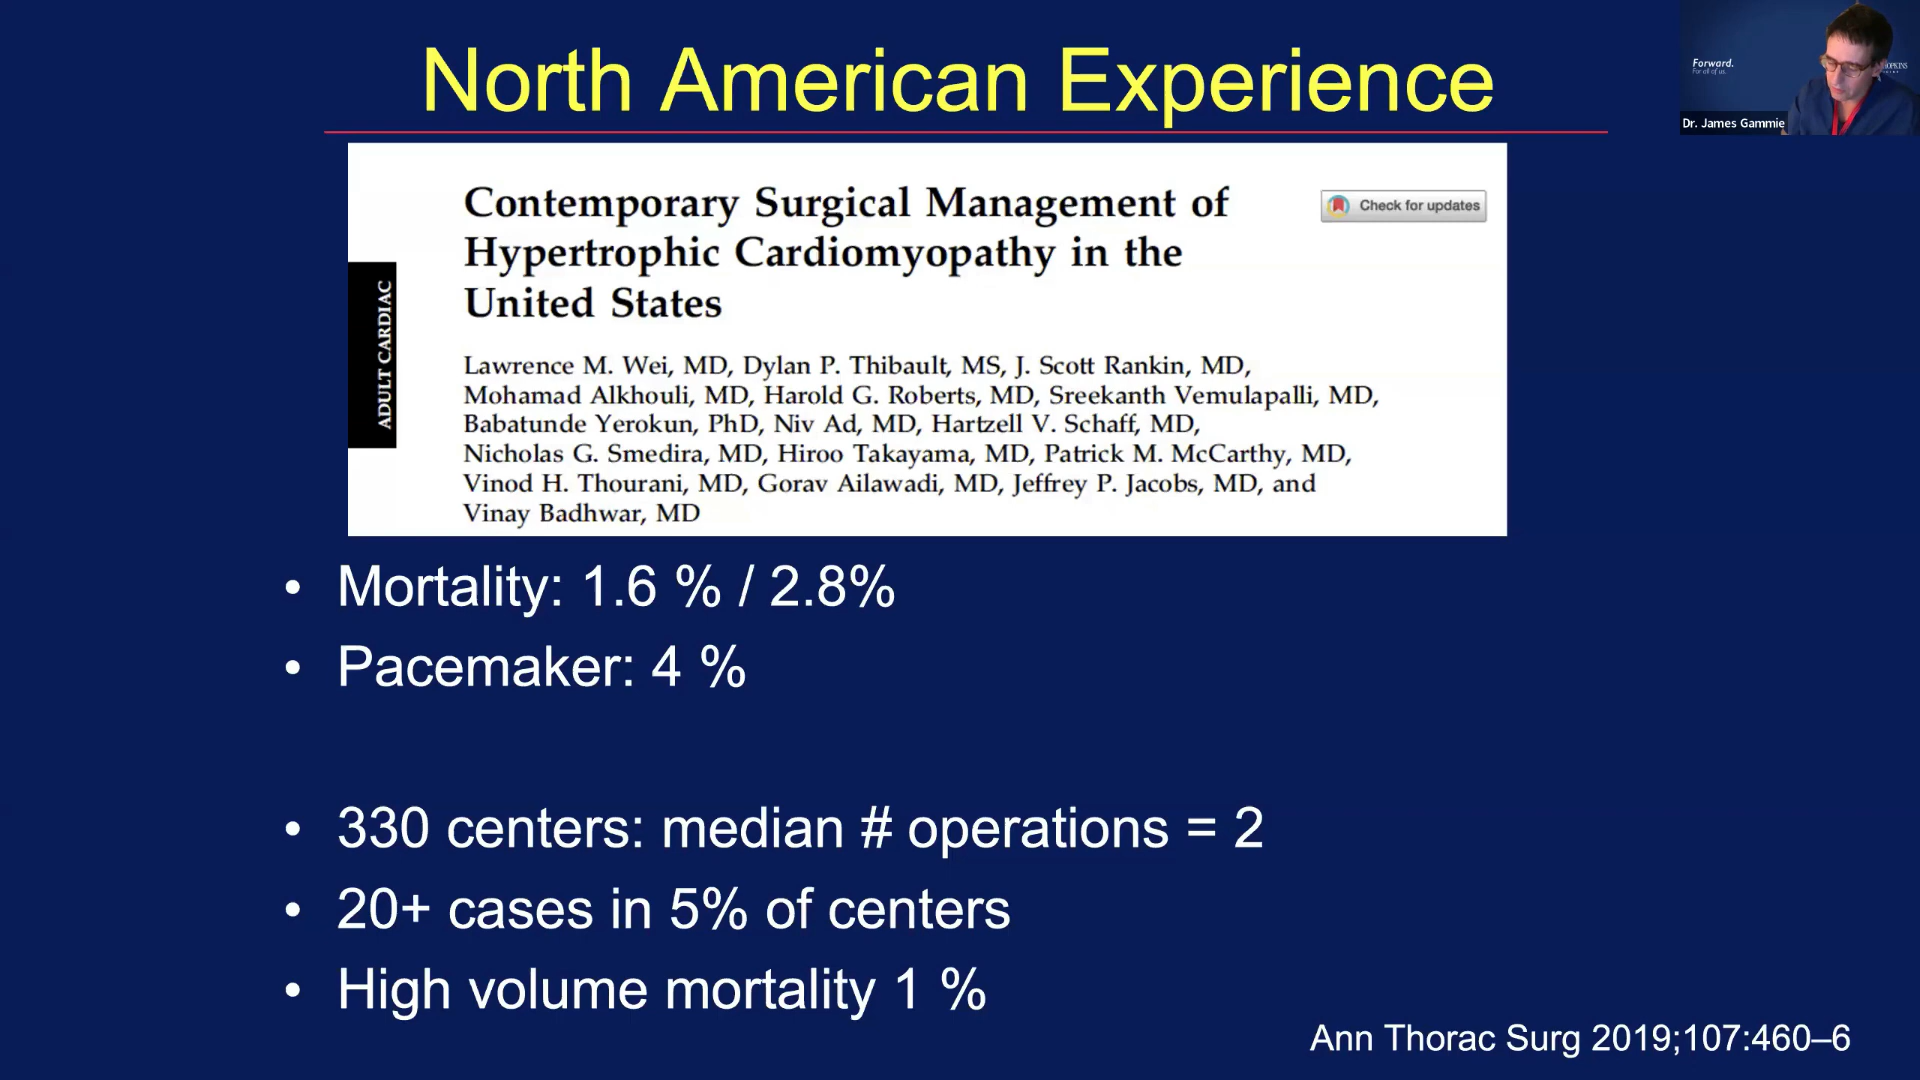 North American Experience
Forward.
For all of us.
Dr. James Gammie
Check for updates
Contemporary Surgical Management of
Hypertrophic Cardiomyopathy in the
United States
ADULT CARDIAC
Lawrence M. Wei, MD, Dylan P. Thibault, MS, J. Scott Rankin, MD,
Mohamad Alkhouli, MD, Harold G. Roberts, MD, Sreekanth Vemulapalli, MD,
Babatunde Yerokun, PhD, Niv Ad, MD, Hartzell V. Schaff, MD,
Nicholas G. Smedira, MD, Hiroo Takayama, MD, Patrick M. McCarthy, MD,
Vinod H. Thourani, MD, Gorav Ailawadi, MD, Jeffrey P. Jacobs, MD, and
Vinay Badhwar, MD
• Mortality: 1.6 % / 2.8%
• Pacemaker: 4 %
• 330 centers: median # operations = 2
• 20+ cases in 5% of centers
• High volume mortality 1 %
Ann Thorac Surg 2019;107:460–6